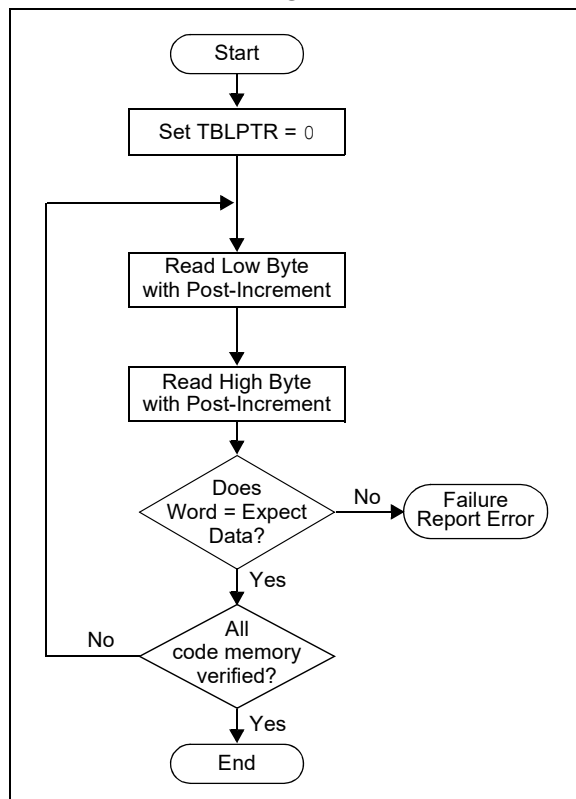 Start
Set TBLPTR = 0
Read Low Byte
with Post-Increment
Read High Byte
with Post-Increment
Does
Word = Expect
Data?
No
Failure
Report Error
Yes
No
All
code memory
verified?
Yes
End